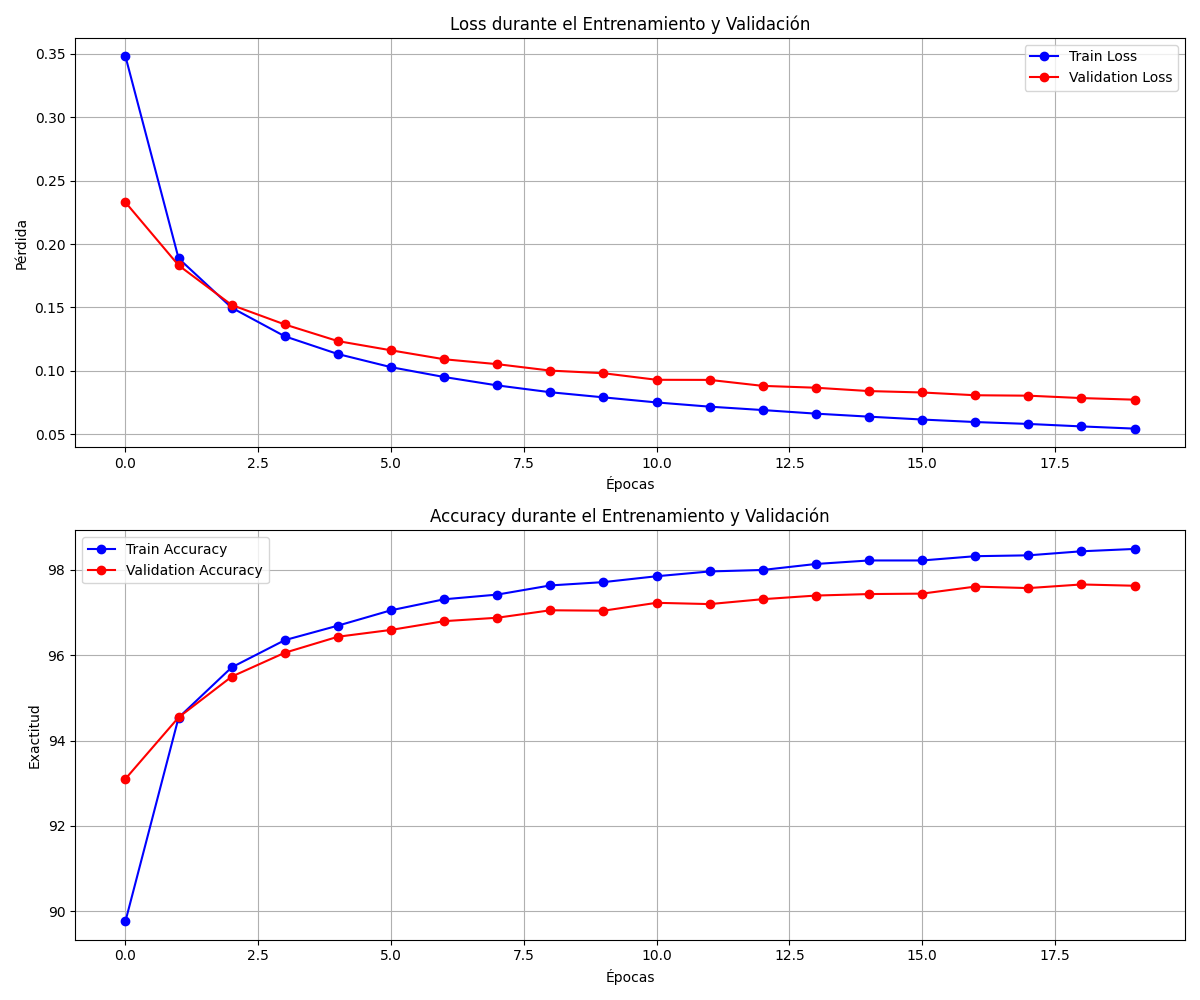 Loss durante el Entrenamiento y Validación
Train Loss
Validation Loss
0.35
0.30
0.25
0.20
0.15
0.10
0.05
Pérdida
0.0 2.5 5.0 7.5 10.0 12.5 15.0 17.5
Épocas
Accuracy durante el Entrenamiento y Validación
Train Accuracy
Validation Accuracy
98
96
94
92
90
Exactitud
0.0 2.5 5.0 7.5 10.0 12.5 15.0 17.5
Épocas